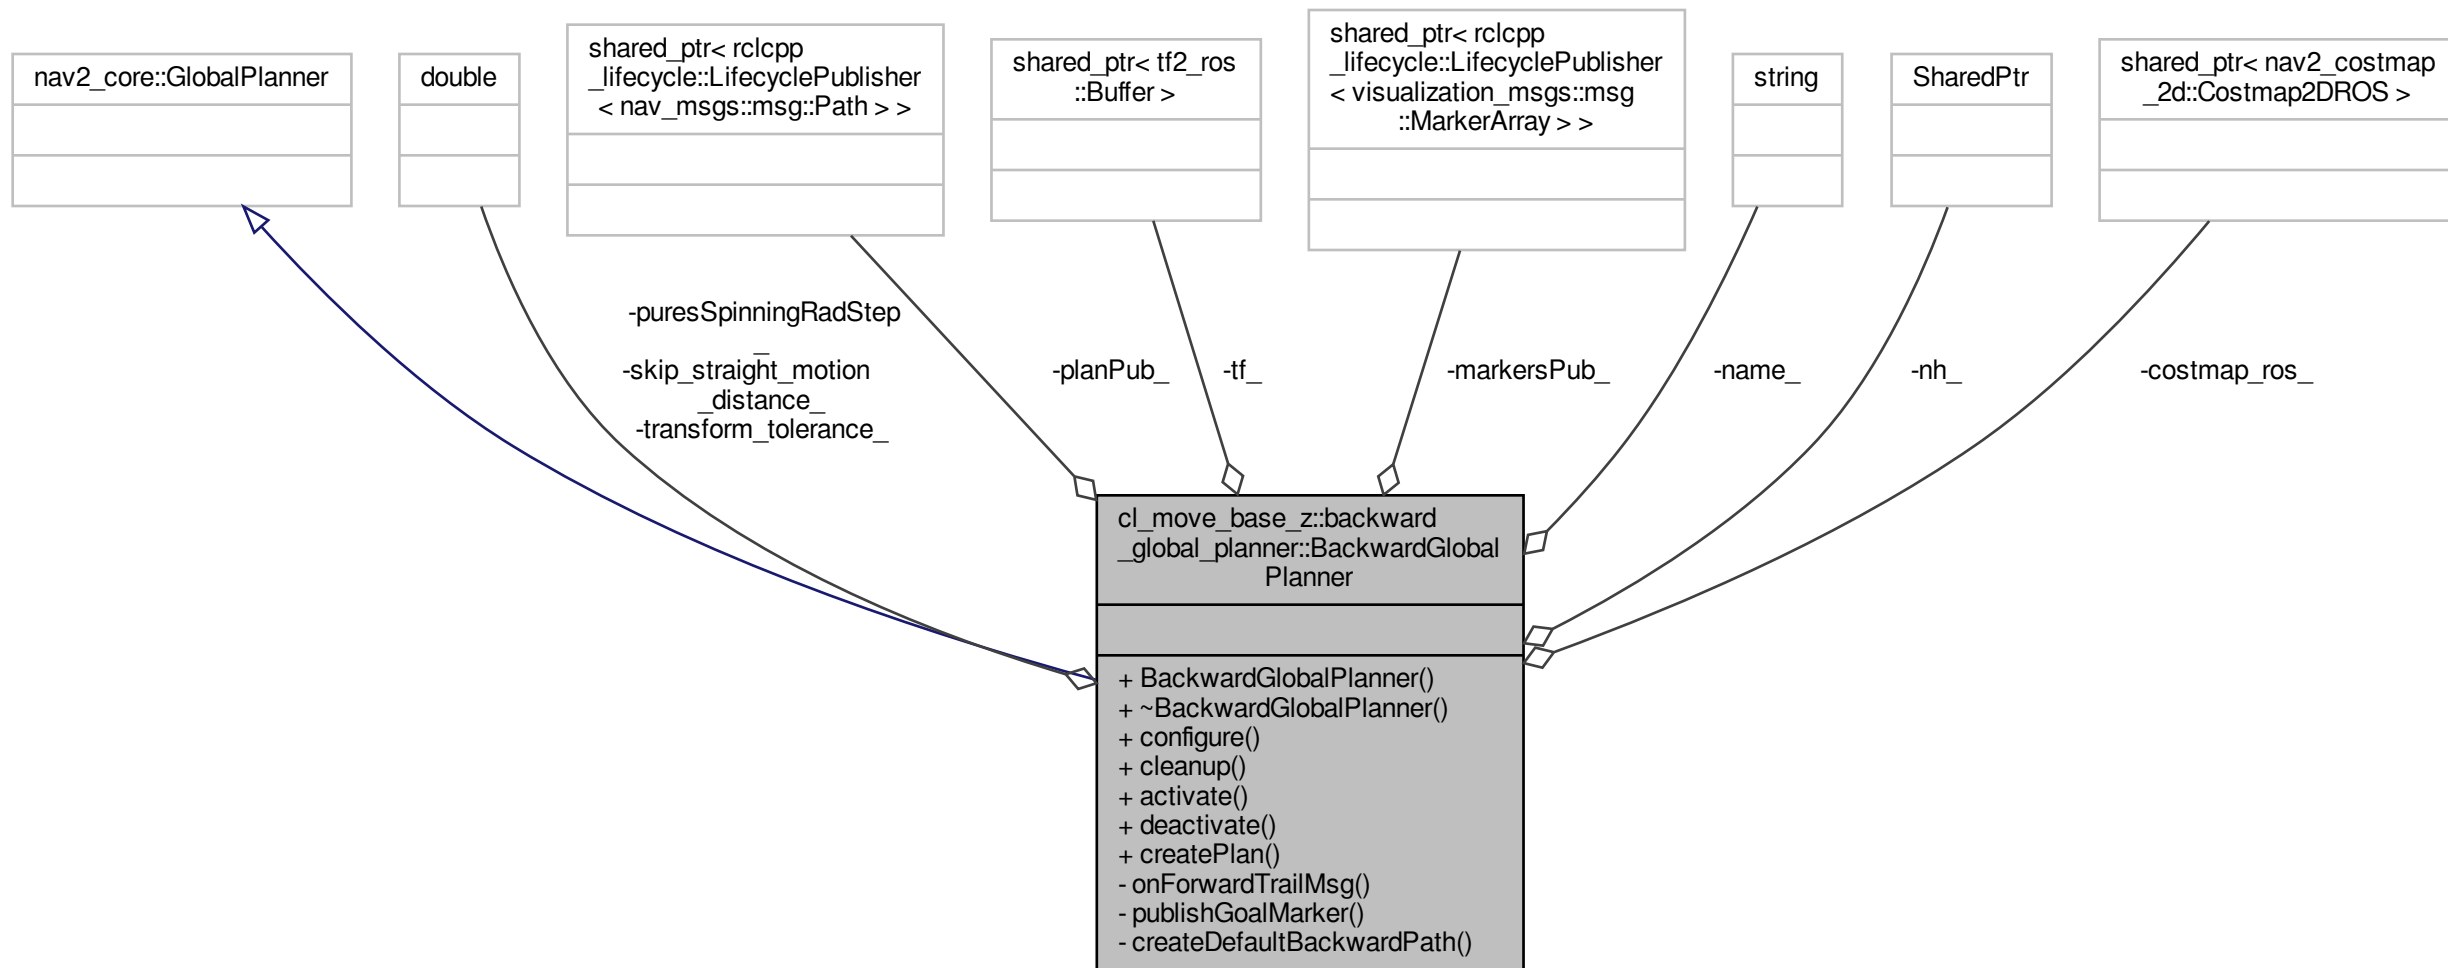 nav2_core::GlobalPlanner
double
shared_ptr< rclcpp
_lifecycle::LifecyclePublisher
< nav_msgs::msg::Path > >
shared_ptr< tf2_ros
::Buffer >
shared_ptr< rclcpp
_lifecycle::LifecyclePublisher
< visualization_msgs::msg
::MarkerArray > >
string
SharedPtr
shared_ptr< nav2_costmap
_2d::Costmap2DROS >
-puresSpinningRadStep
_
-skip_straight_motion
_distance_
-transform_tolerance_
-planPub_
-tf_
-markersPub_
-name_
-nh_
-costmap_ros_
cl_move_base_z::backward
_global_planner::BackwardGlobal
Planner
+ BackwardGlobalPlanner()
+ ~BackwardGlobalPlanner()
+ configure()
+ cleanup()
+ activate()
+ deactivate()
+ createPlan()
- onForwardTrailMsg()
- publishGoalMarker()
- createDefaultBackwardPath()